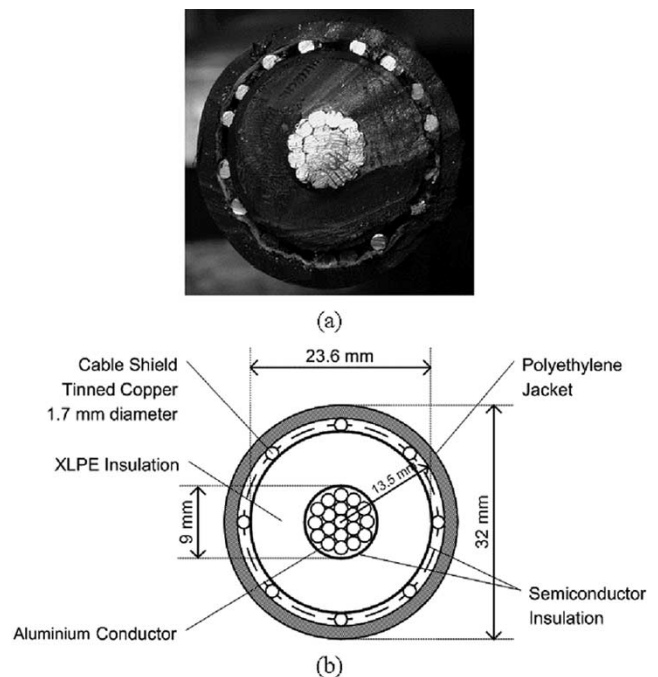 (a)
23.6 mm
Cable Shield
Tinned Copper
1.7 mm diameter
Polyethylene
Jacket
XLPE Insulation
13.5 mm
9 mm
32 mm
Semiconductor
Insulation
Aluminium Conductor
(b)